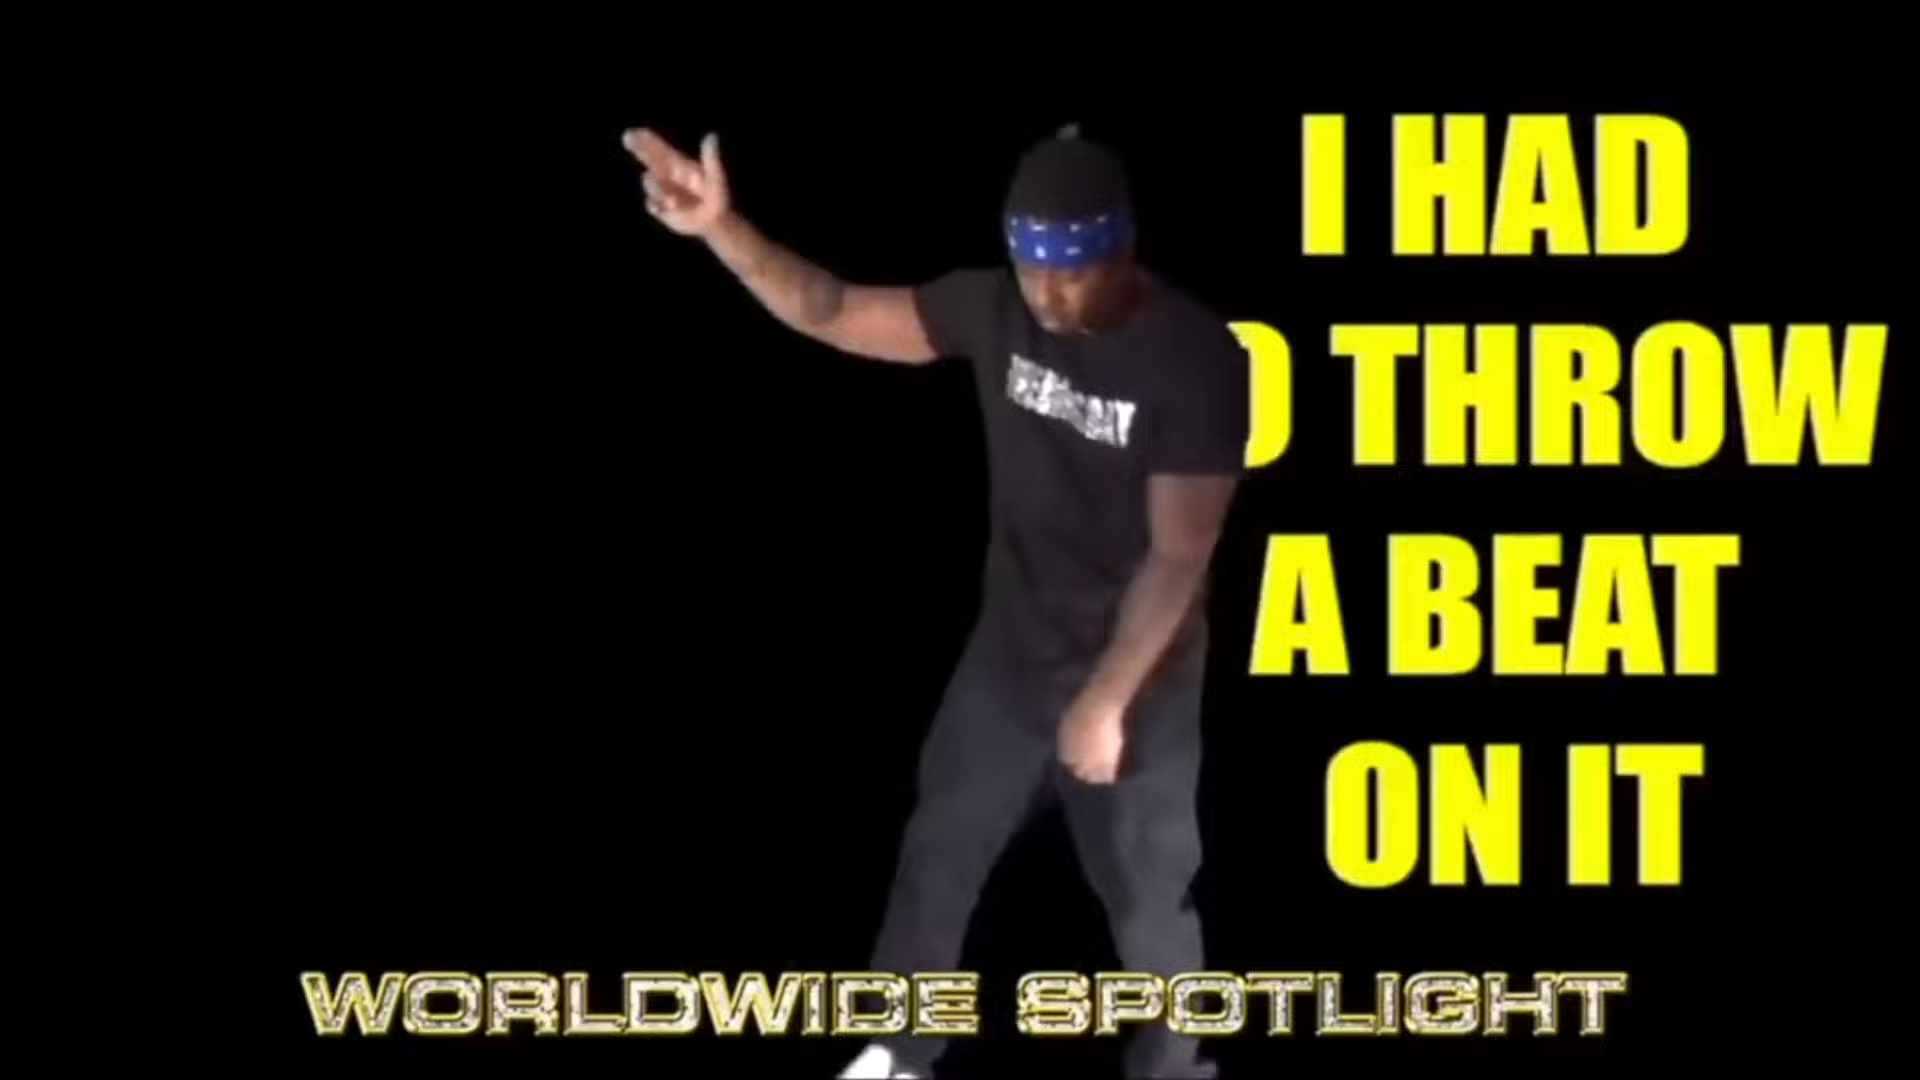 I HAD
O THROW
A BEAT
ON IT
WORLDWIDE SPOTLIGHT